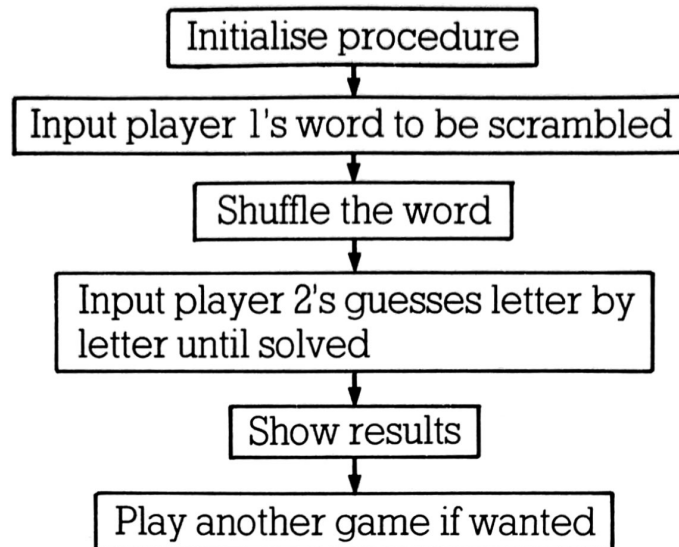 Initialise procedure
Input player 1's word to be scrambled
Shuffle the word
Input player 2's guesses letter by
letter until solved
Show results
Play another game if wanted